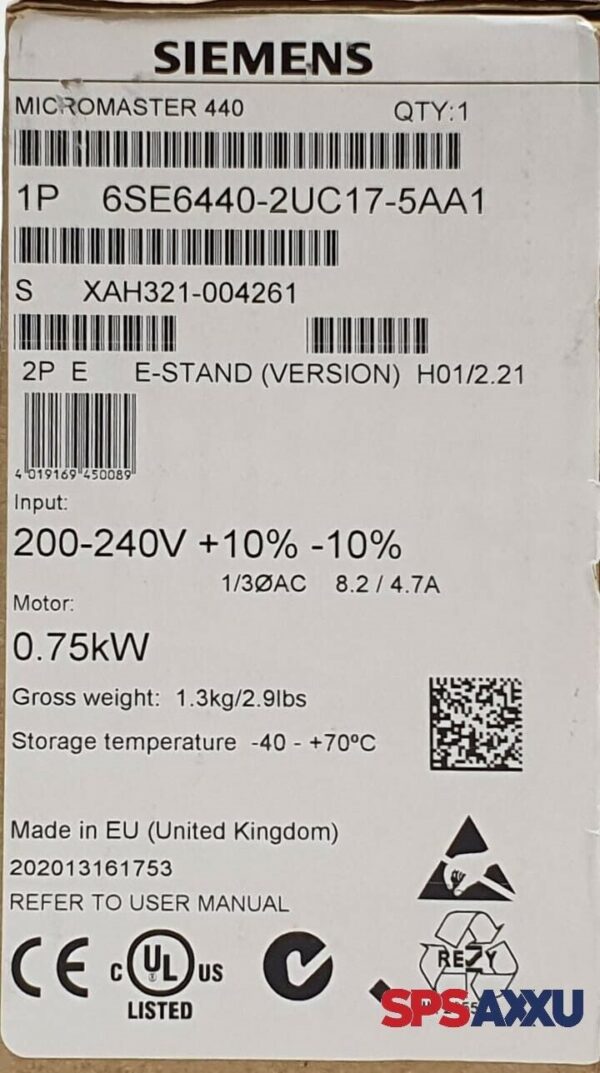 SIEMENS
MICROMASTER 440 QTY:1
1P 6SE6440-2UC17-5AA1
S XAH321-004261
2P E E-STAND (VERSION) H01/2.21
4 019169 450089
Input:
200-240V +10% -10%
1/3ØAC 8.2 / 4.7A
Motor:
0.75kW
Gross weight: 1.3kg/2.9lbs
Storage temperature -40 - +70ºC
Made in EU (United Kingdom)
202013161753
REFER TO USER MANUAL
CE c UL US
LISTED
REZY
SPSAXXU